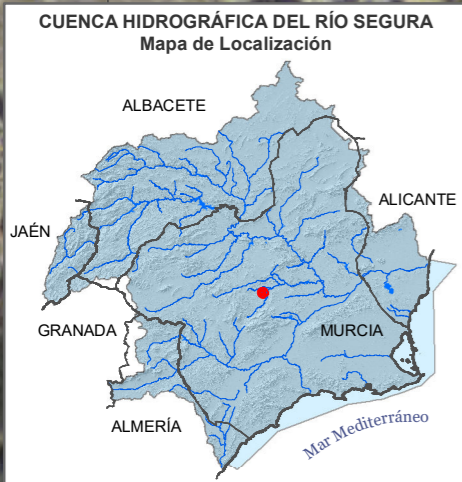 CUENCA HIDROGRÁFICA DEL RÍO SEGURA
Mapa de Localización
ALBACETE
ALICANTE
JAÉN
GRANADA
MURCIA
ALMERÍA
Mar Mediterráneo